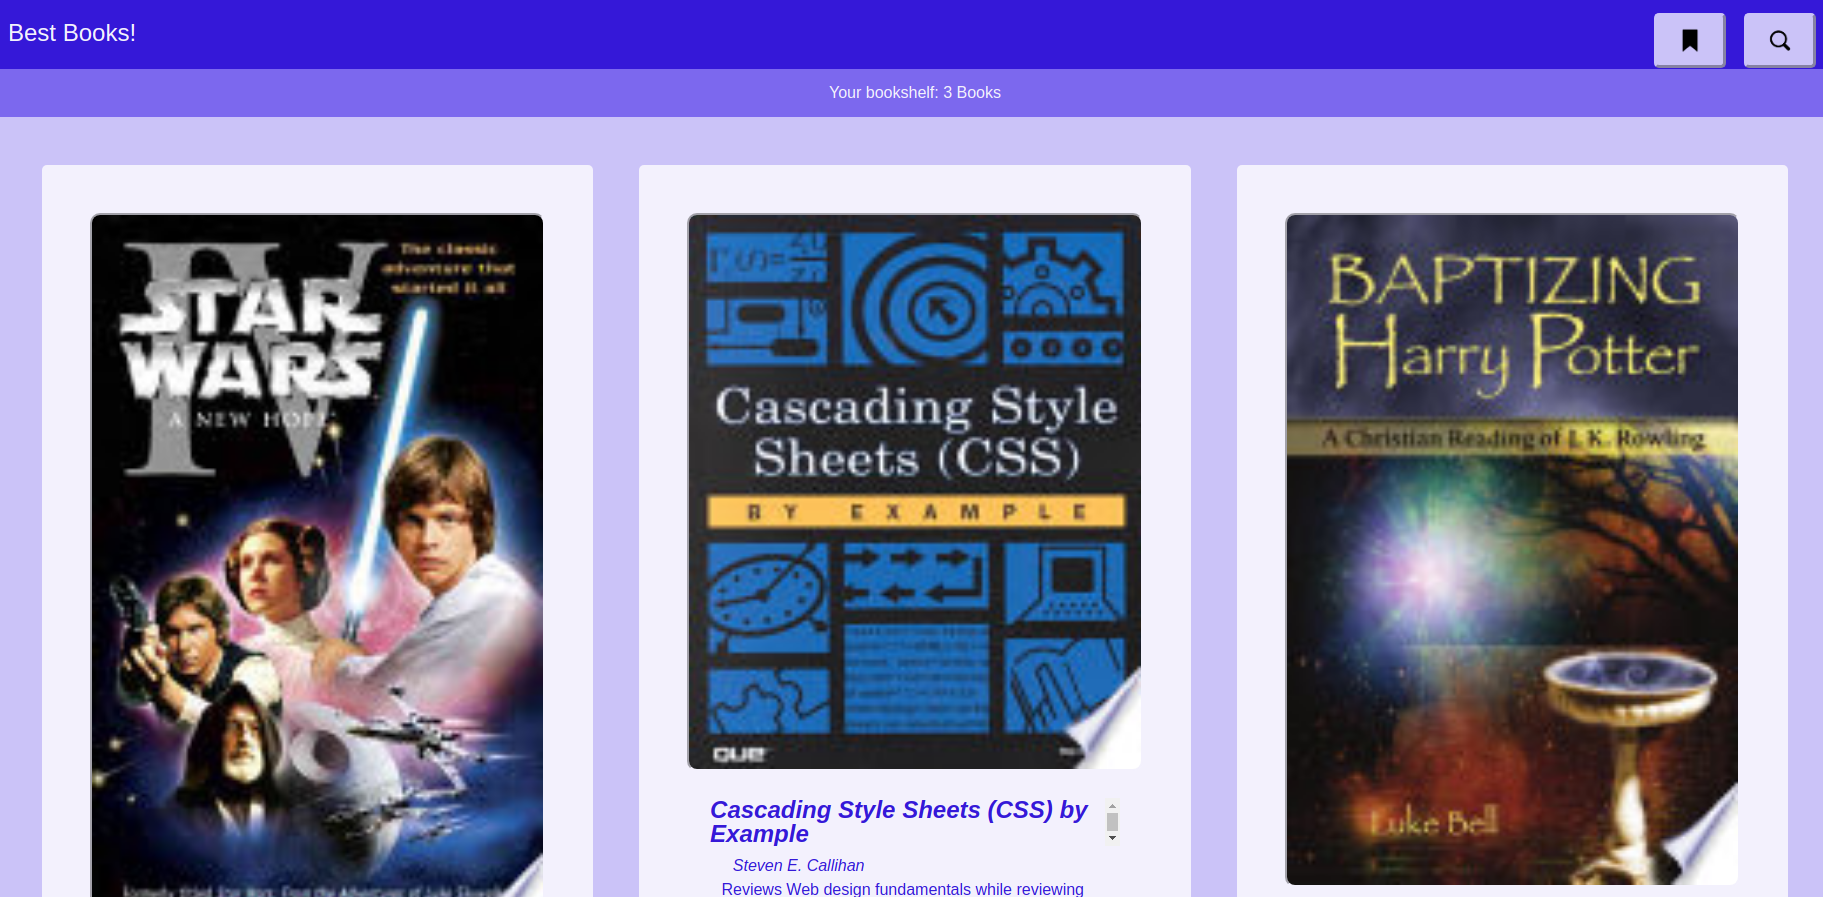 Best Books!
Your bookshelf: 3 Books
IV
The classic
adventure that
started it all
STAR
WARS
A NEW HOPE
Cascading Style
Sheets (CSS)
BY EXAMPLE
que
Cascading Style Sheets (CSS) by
Example
Steven E. Callihan
Reviews Web design fundamentals while reviewing
BAPTIZING
Harry Potter
A Christian Reading of J. K. Rowling
Luke Bell